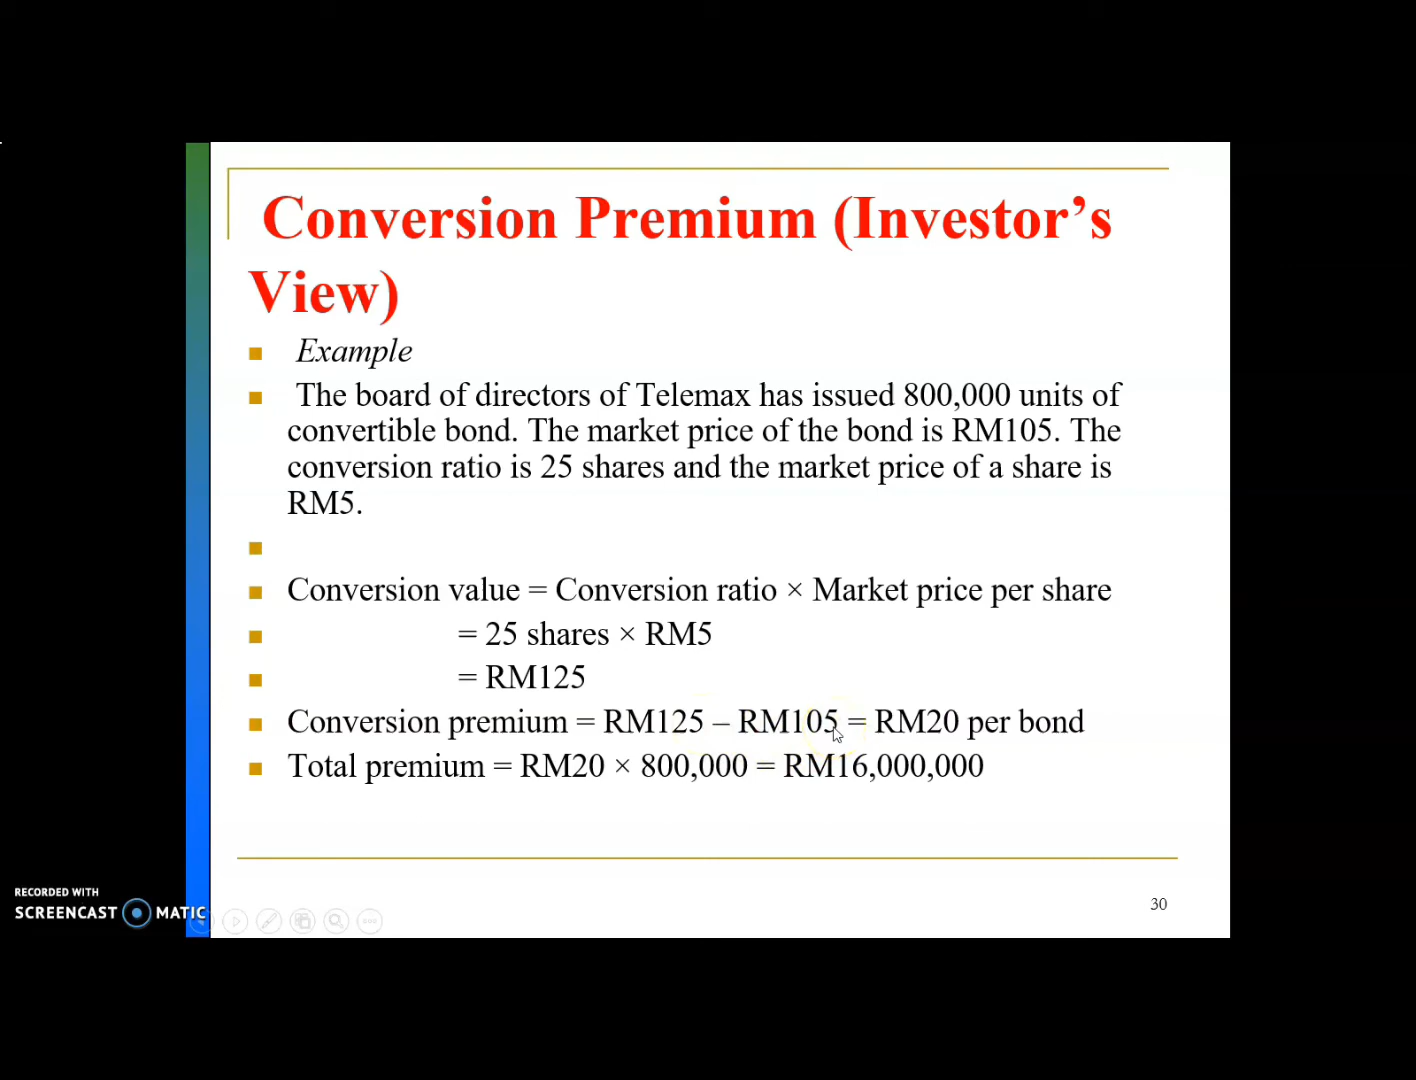 Conversion Premium (Investor's
View)
Example
The board of directors of Telemax has issued 800,000 units of
convertible bond. The market price of the bond is RM105. The
conversion ratio is 25 shares and the market price of a share is
RM5.
Conversion value = Conversion ratio × Market price per share
= 25 shares × RM5
= RM125
Conversion premium = RM125 – RM105 = RM20 per bond
Total premium = RM20 × 800,000 = RM16,000,000
30
RECORDED WITH
SCREENCAST MATIC